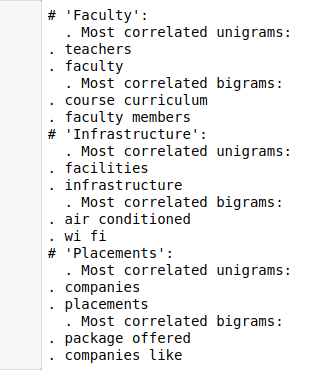 # 'Faculty':
  . Most correlated unigrams:
. teachers
. faculty
  . Most correlated bigrams:
. course curriculum
. faculty members
# 'Infrastructure':
  . Most correlated unigrams:
. facilities
. infrastructure
  . Most correlated bigrams:
. air conditioned
. wi fi
# 'Placements':
  . Most correlated unigrams:
. companies
. placements
  . Most correlated bigrams:
. package offered
. companies like